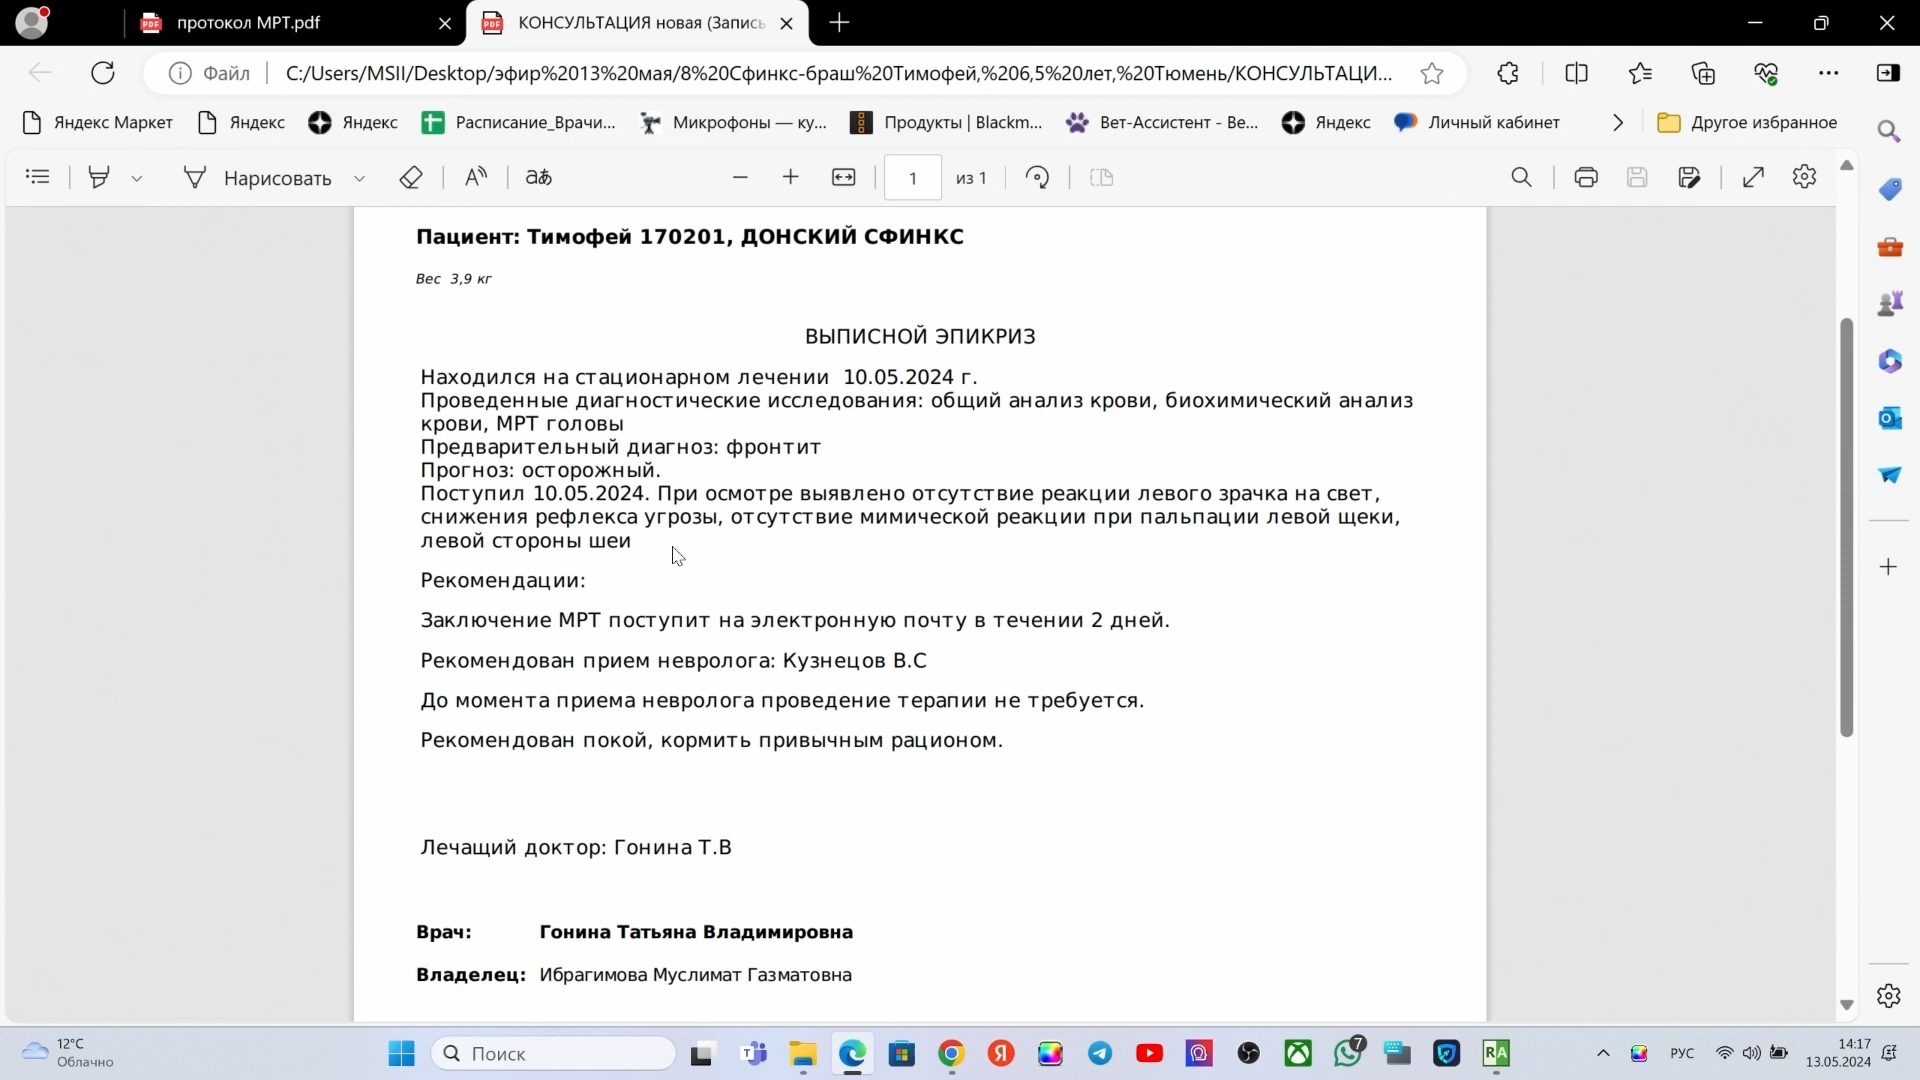 протокол МРТ.pdf
КОНСУЛЬТАЦИЯ новая (Запись
Файл
C:/Users/MSII/Desktop/эфир%2013%20мая/8%20Сфинкс-браш%20Тимофей,%206,5%20лет,%20Тюмень/КОНСУЛЬТАЦИ...
Яндекс Маркет
Яндекс
Яндекс
Расписание_Врачи...
Микрофоны — ку...
Продукты | Blackm...
Вет-Ассистент - Ве...
Яндекс
Личный кабинет
Другое избранное
Нарисовать
аあ
1
из 1
Пациент: Тимофей 170201, ДОНСКИЙ СФИНКС
Вес 3,9 кг
ВЫПИСНОЙ ЭПИКРИЗ
Находился на стационарном лечении 10.05.2024 г.
Проведенные диагностические исследования: общий анализ крови, биохимический анализ
крови, МРТ головы
Предварительный диагноз: фронтит
Прогноз: осторожный.
Поступил 10.05.2024. При осмотре выявлено отсутствие реакции левого зрачка на свет,
снижения рефлекса угрозы, отсутствие мимической реакции при пальпации левой щеки,
левой стороны шеи
Рекомендации:
Заключение МРТ поступит на электронную почту в течении 2 дней.
Рекомендован прием невролога: Кузнецов В.С
До момента приема невролога проведение терапии не требуется.
Рекомендован покой, кормить привычным рационом.
Лечащий доктор: Гонина Т.В
Врач: Гонина Татьяна Владимировна
Владелец: Ибрагимова Муслимат Газматовна
12°C
Облачно
Поиск
7
РУС
14:17
13.05.2024